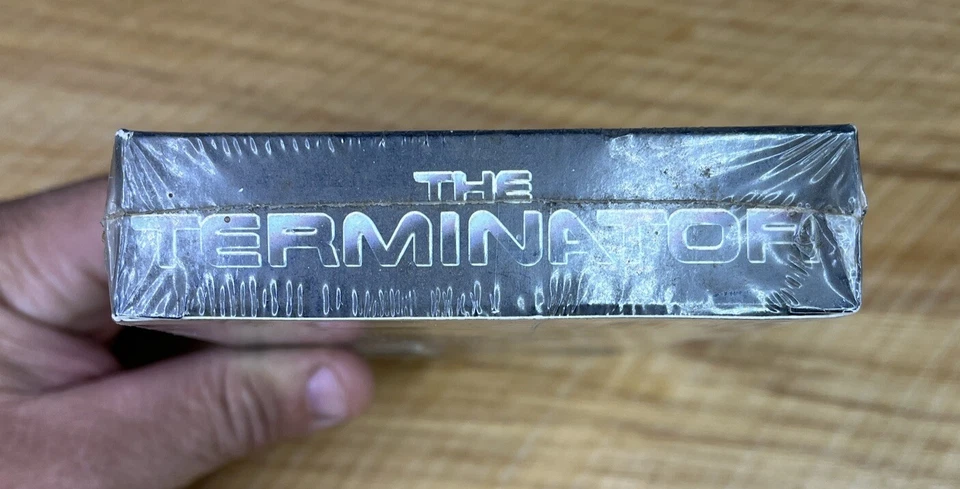 THE
TERMINATOR